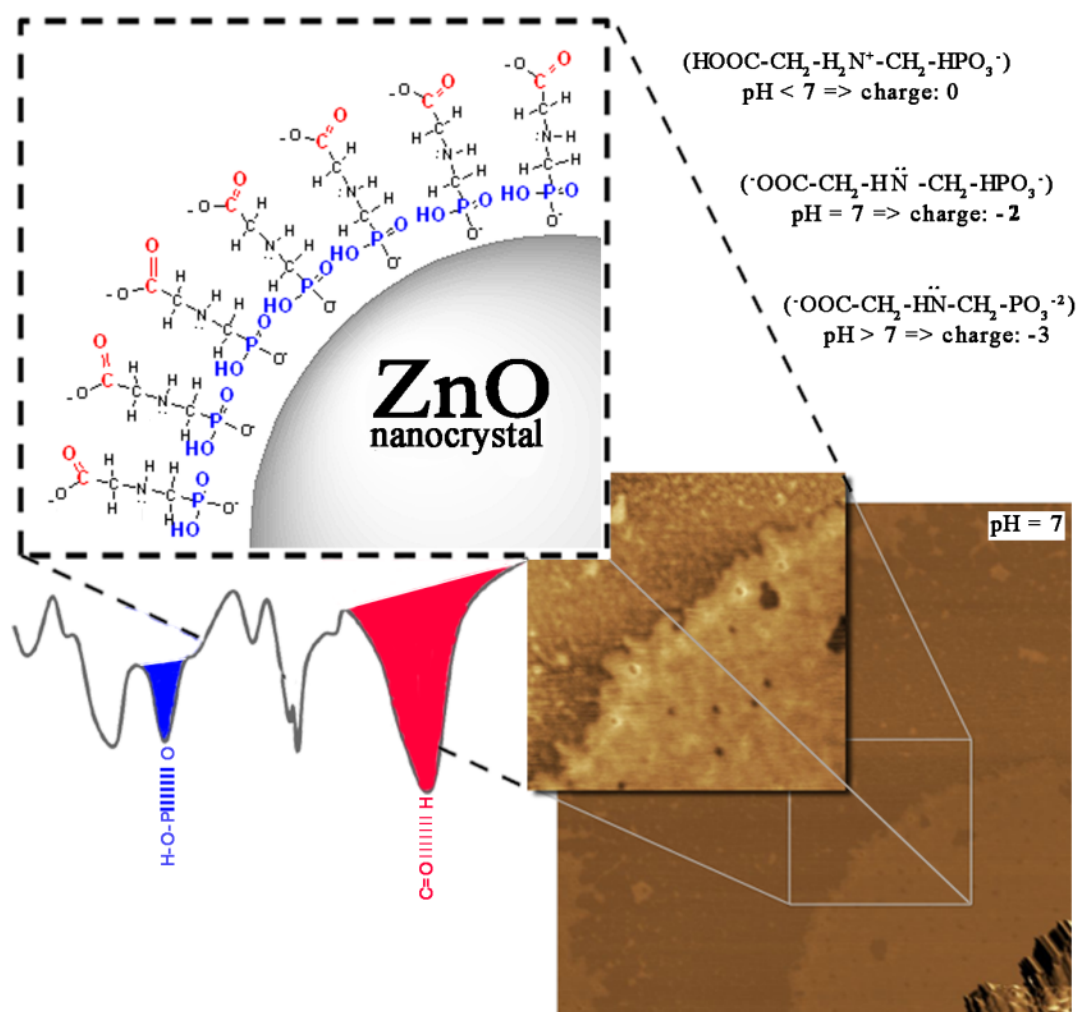 (HOOC-CH₂-H₂N⁺-CH₂-HPO₃⁻)
pH < 7 => charge: 0
(⁻OOC-CH₂-HN̈ -CH₂-HPO₃⁻)
pH = 7 => charge: -2
(⁻OOC-CH₂-HN̈-CH₂-PO₃⁻²)
pH > 7 => charge: -3
ZnO
nanocrystal
pH = 7
H-O-P||||||||O
C=O||||||||||H